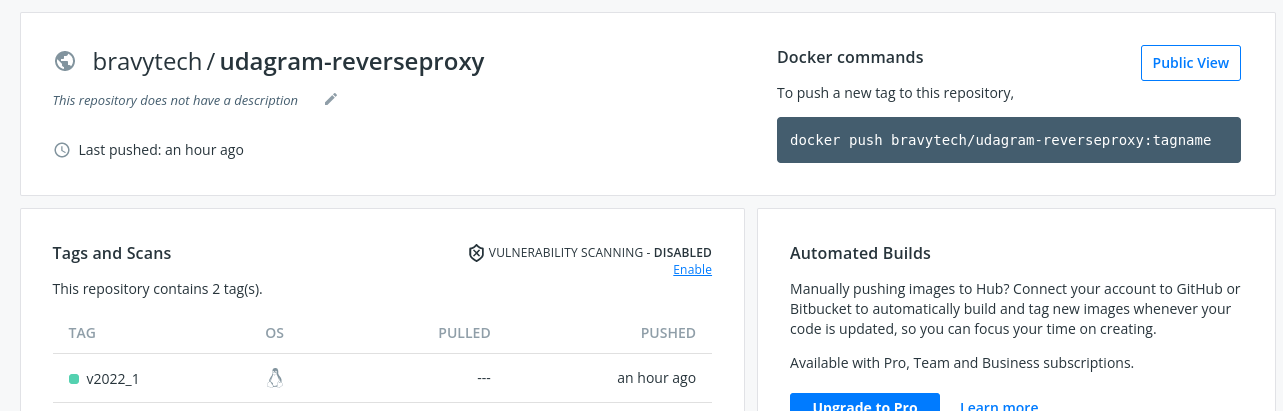 bravytech / udagram-reverseproxy
This repository does not have a description
Last pushed: an hour ago
Docker commands
Public View
To push a new tag to this repository,
docker push bravytech/udagram-reverseproxy:tagname
Tags and Scans
VULNERABILITY SCANNING - DISABLED
Enable
This repository contains 2 tag(s).
TAG OS PULLED PUSHED
v2022_1 --- an hour ago
Automated Builds
Manually pushing images to Hub? Connect your account to GitHub or
Bitbucket to automatically build and tag new images whenever your
code is updated, so you can focus your time on creating.
Available with Pro, Team and Business subscriptions.
Upgrade to Pro Learn more